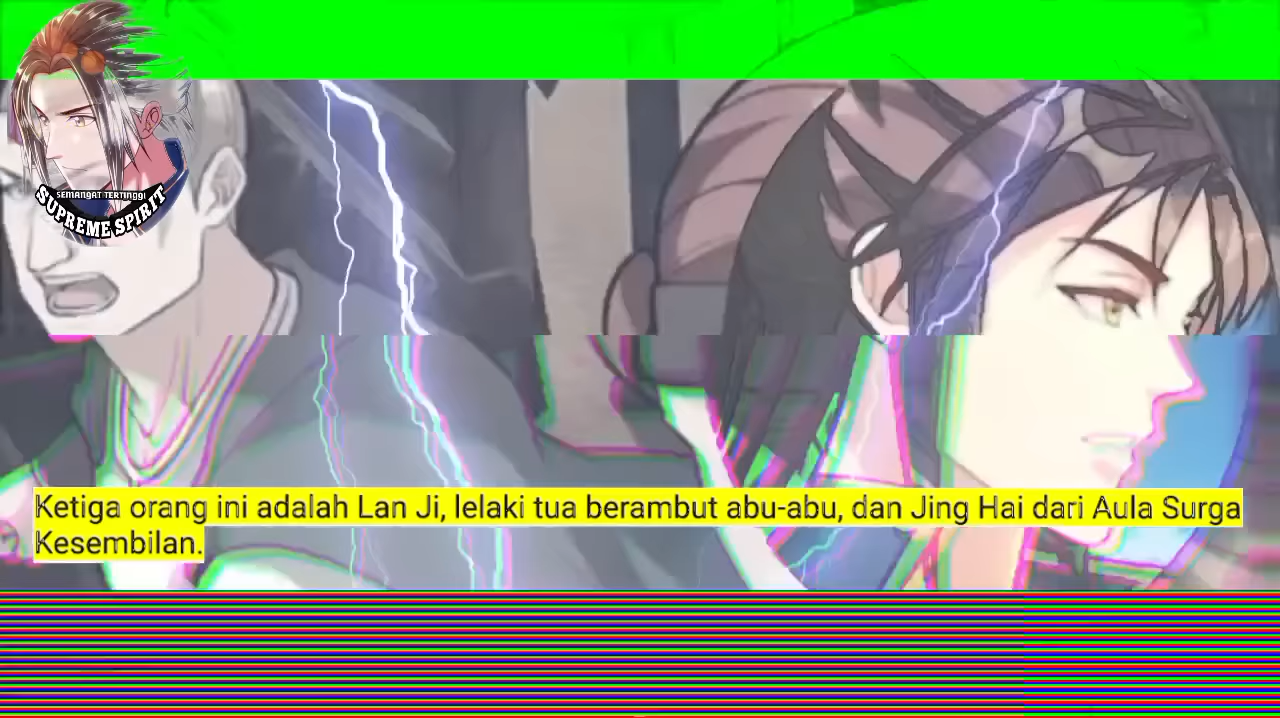 SEMANGAT TERTINGGI
SUPREME SPIRIT
Ketiga orang ini adalah Lan Ji, lelaki tua berambut abu-abu, dan Jing Hai dari Aula Surga
Kesembilan.